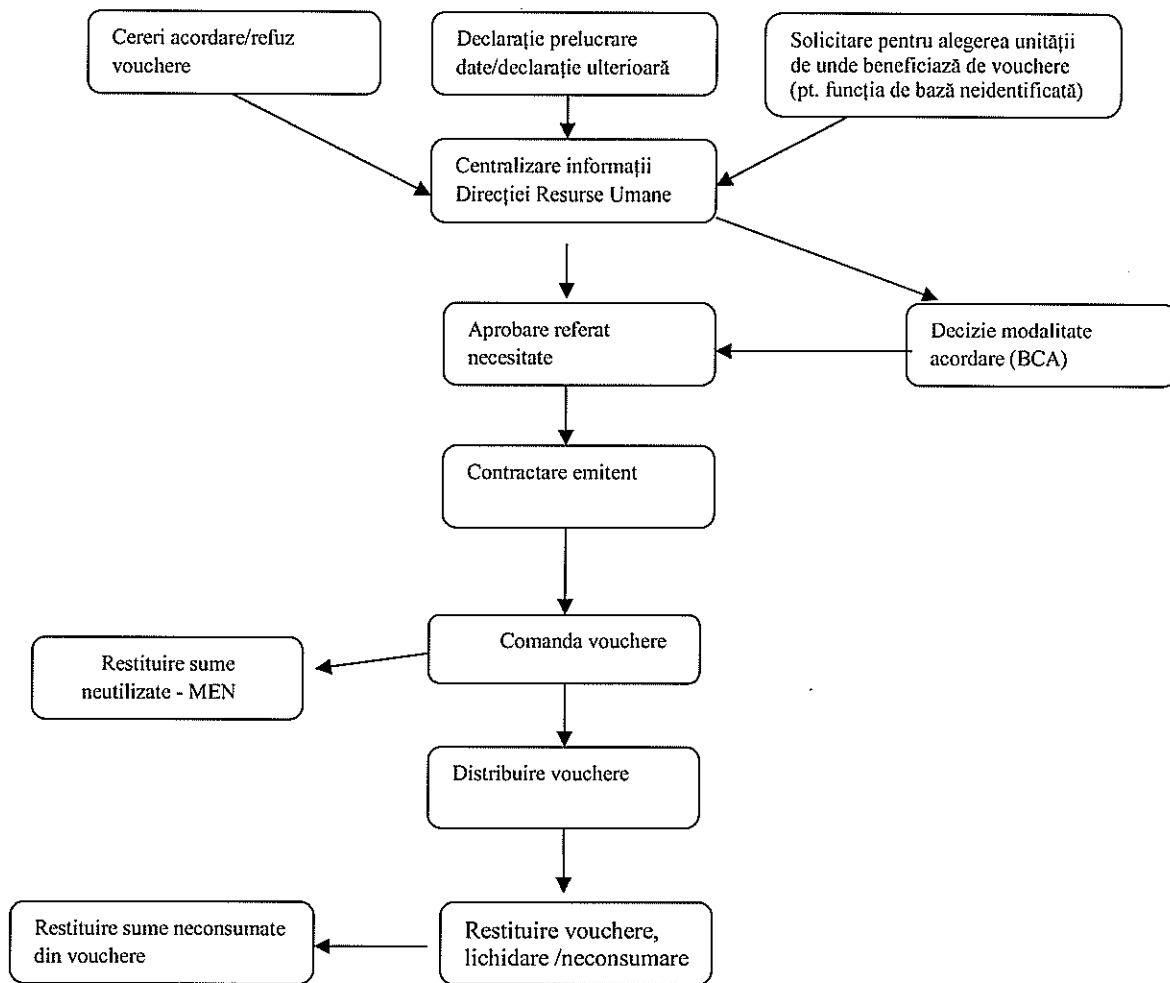 Cereri acordare/refuz
vouchere
Declarație prelucrare
date/declarație ulterioară
Solicitare pentru alegerea unității
de unde beneficiază de vouchere
(pt. funcția de bază neidentificată)
Centralizare informații
Direcției Resurse Umane
Aprobare referat
necesitate
Decizie modalitate
acordare (BCA)
Contractare emitent
Comanda vouchere
Restituire sume
neutilizate - MEN
Distribuire vouchere
Restituire sume neconsumate
din vouchere
Restituire vouchere,
lichidare /neconsumare